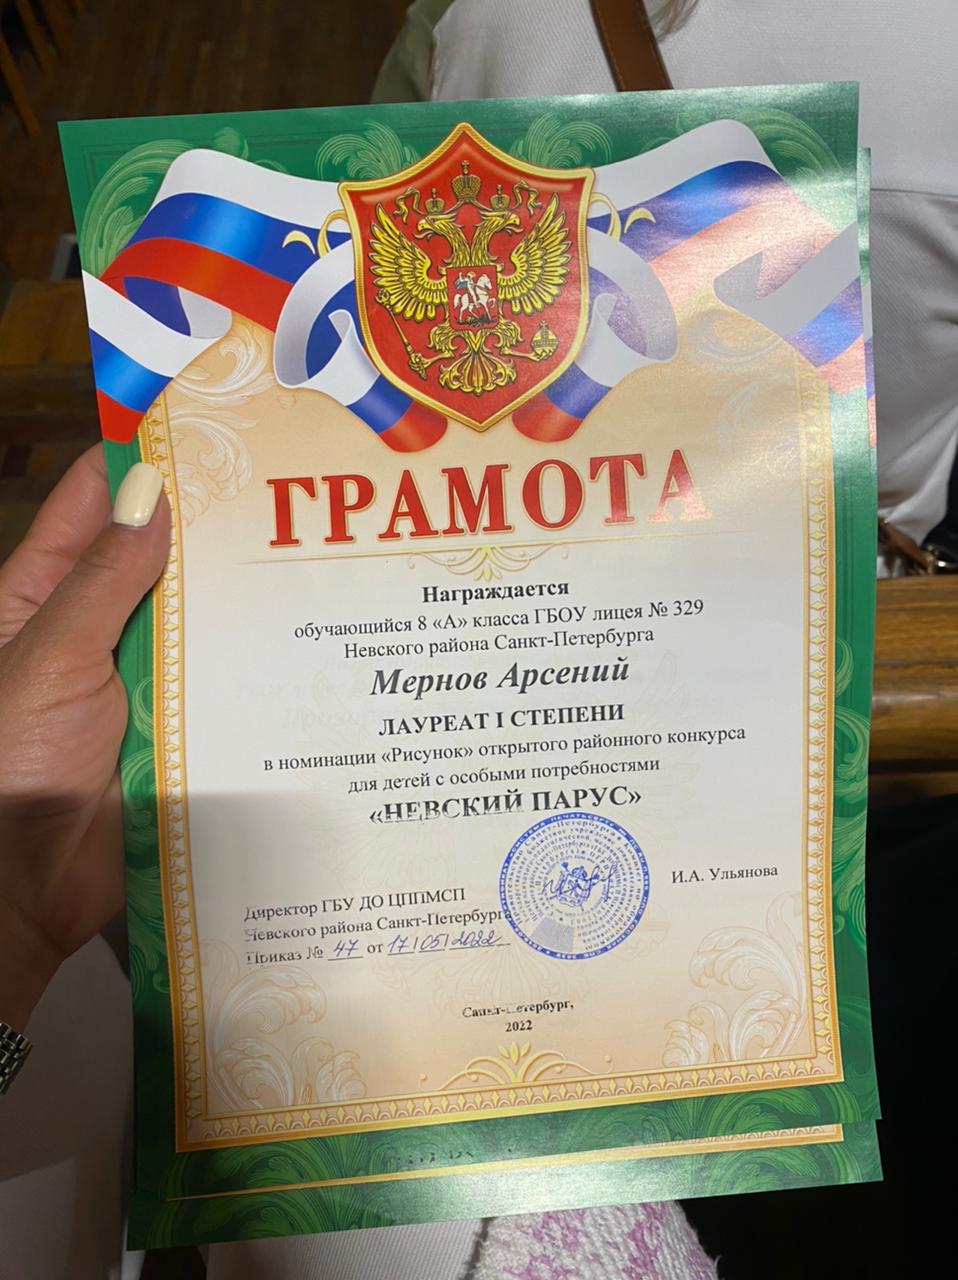 ГРАМОТА
Награждается
обучающийся 8 «А» класса ГБОУ лицея № 329
Невского района Санкт-Петербурга
Мернов Арсений
ЛАУРЕАТ I СТЕПЕНИ
в номинации «Рисунок» открытого районного конкурса
для детей с особыми потребностями
«НЕВСКИЙ ПАРУС»
Директор ГБУ ДО ЦППМСП
Невского района Санкт-Петербурга
И.А. Ульянова
Приказ № 47 от 17|05|2022
Санкт-Петербург,
2022